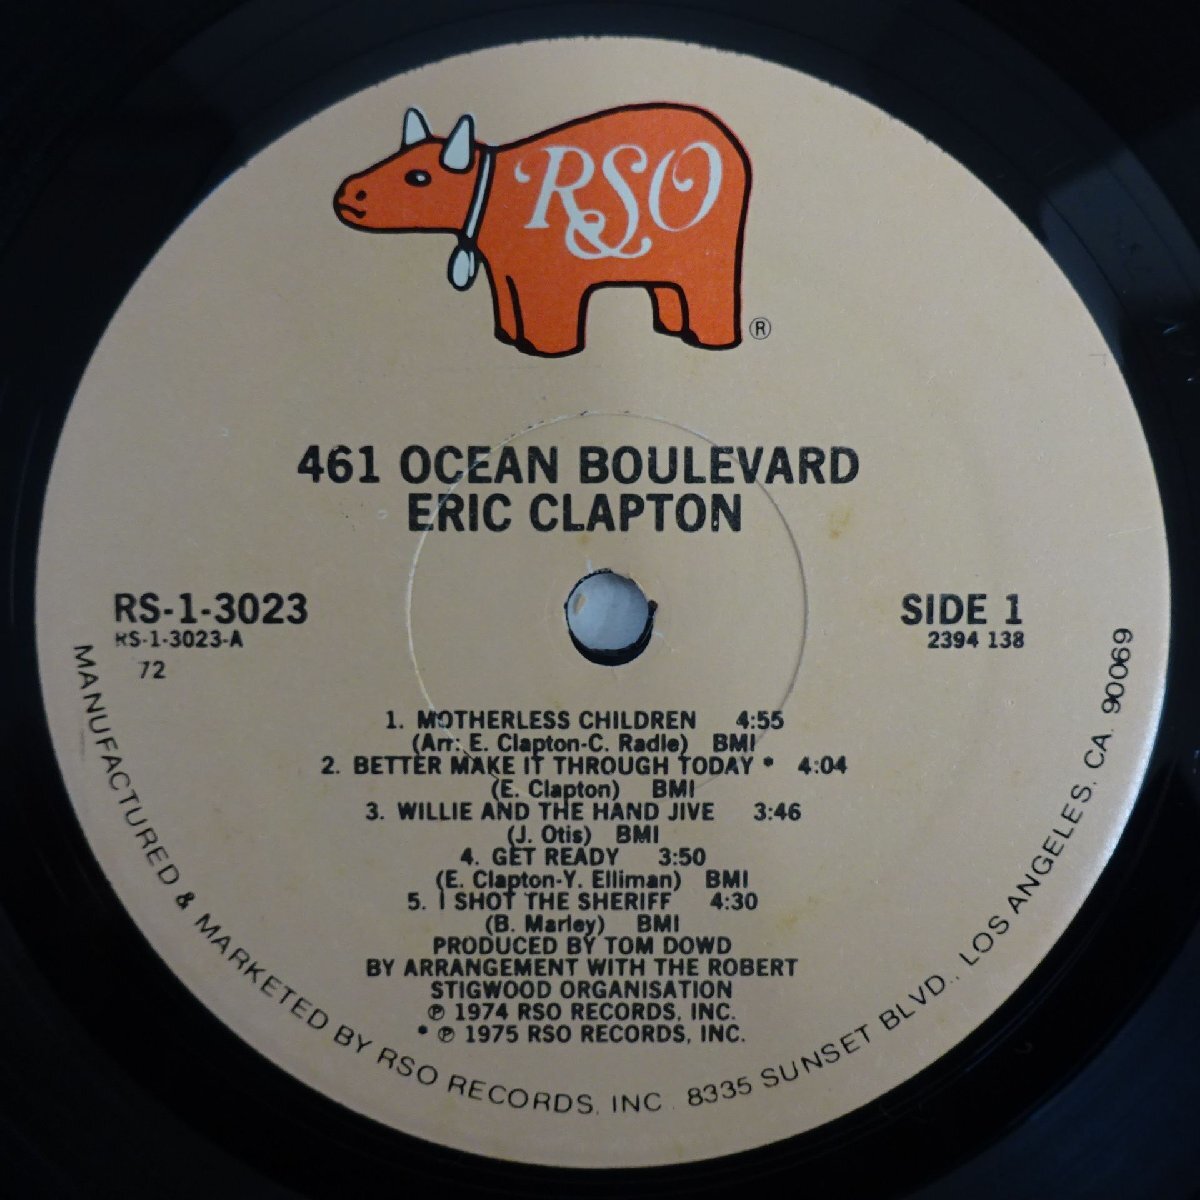 RSO
®
461 OCEAN BOULEVARD
ERIC CLAPTON
RS-1-3023
RS-1-3023-A
72
SIDE 1
2394 138
1. MOTHERLESS CHILDREN 4:55
(Arr: E. Clapton-C. Radle) BMI
2. BETTER MAKE IT THROUGH TODAY * 4:04
(E. Clapton) BMI
3. WILLIE AND THE HAND JIVE 3:46
(J. Otis) BMI
4. GET READY 3:50
(E. Clapton-Y. Elliman) BMI
5. I SHOT THE SHERIFF 4:30
(B. Marley) BMI
PRODUCED BY TOM DOWD
BY ARRANGEMENT WITH THE ROBERT
STIGWOOD ORGANISATION
℗ 1974 RSO RECORDS, INC.
* ℗ 1975 RSO RECORDS, INC.
MANUFACTURED & MARKETED BY RSO RECORDS, INC. 8335 SUNSET BLVD., LOS ANGELES, CA. 90069